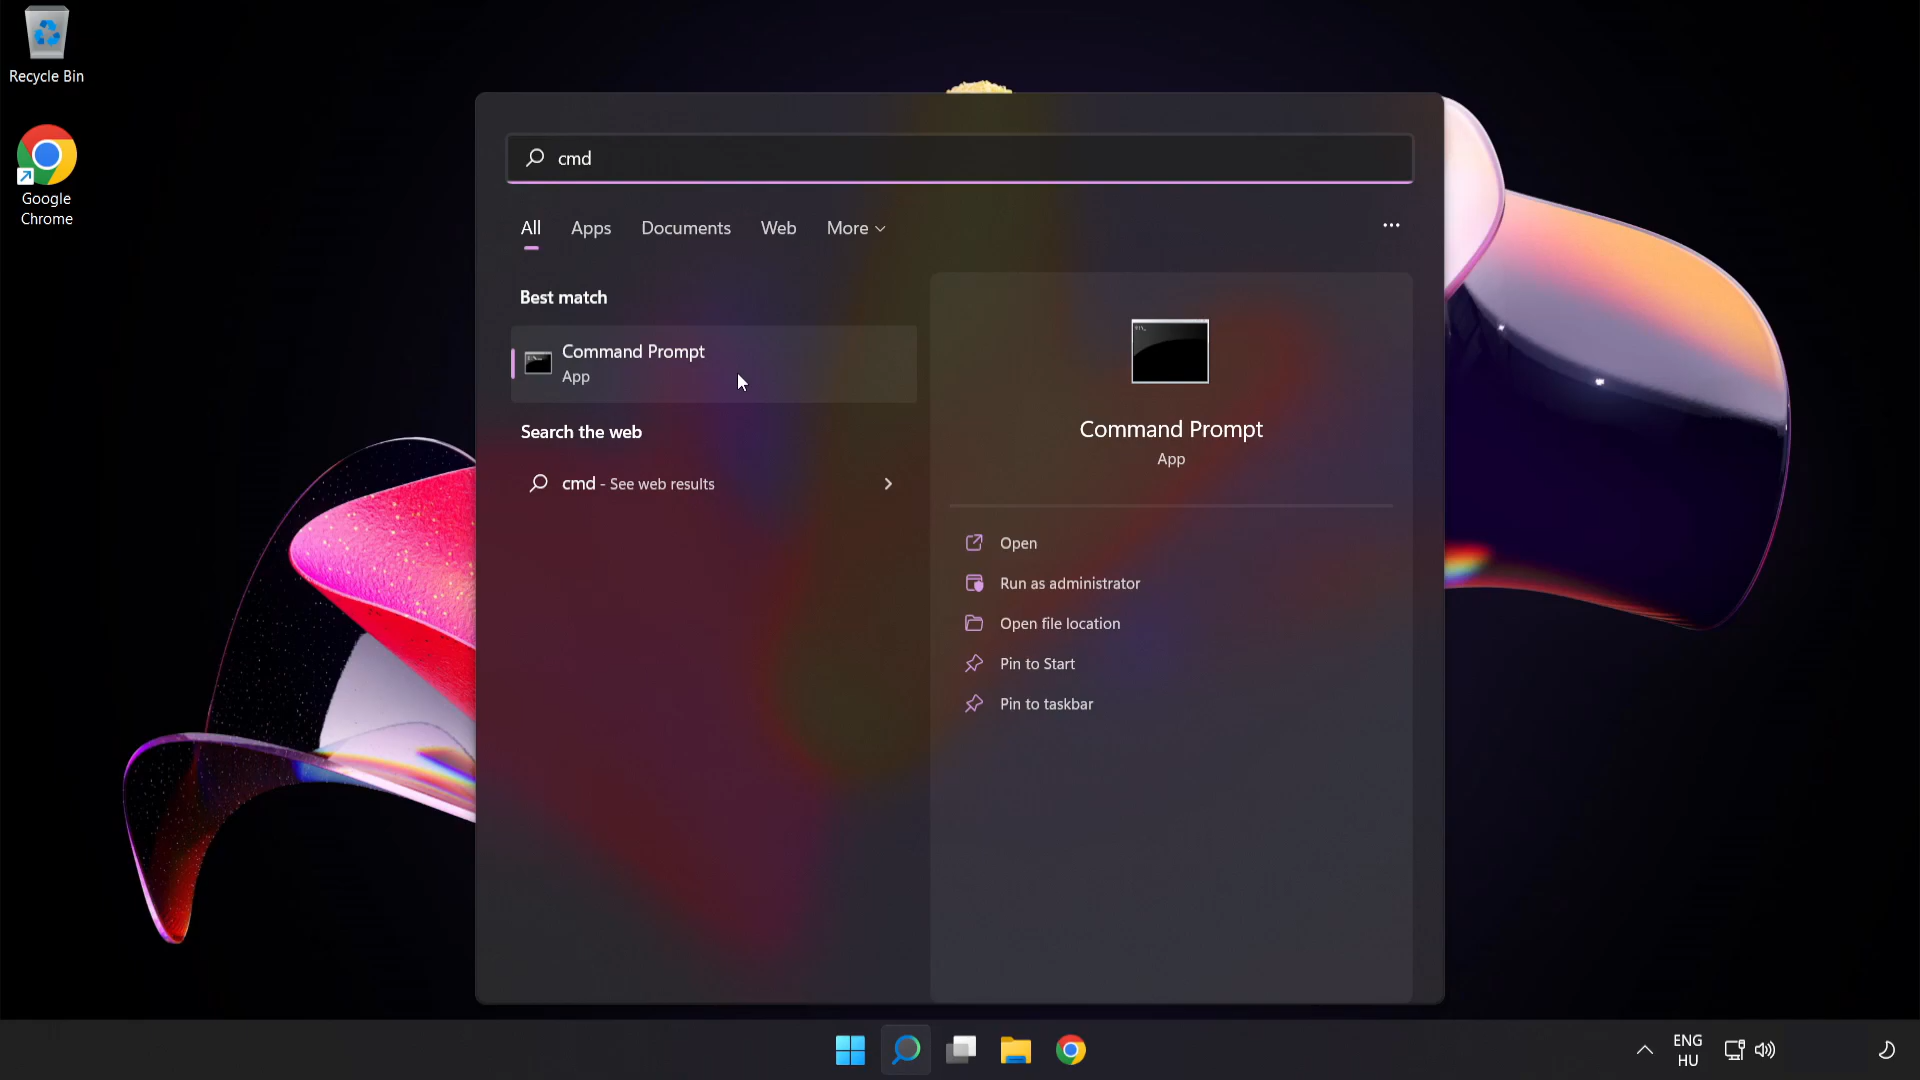 Recycle Bin
Google
Chrome
cmd
All Apps Documents Web More
Best match
Command Prompt
App
Search the web
cmd - See web results
Command Prompt
App
Open
Run as administrator
Open file location
Pin to Start
Pin to taskbar
ENG
HU